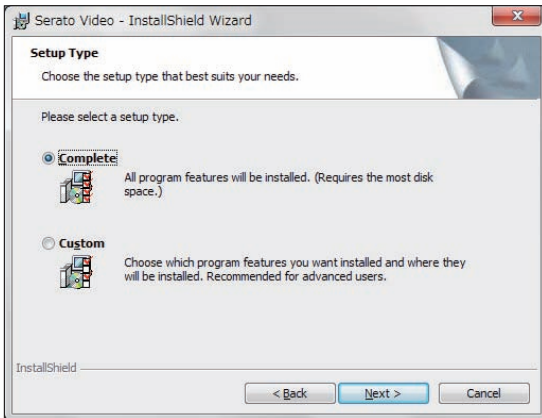 Serato Video - InstallShield Wizard
Setup Type
Choose the setup type that best suits your needs.
Please select a setup type.
Complete
All program features will be installed. (Requires the most disk
space.)
Custom
Choose which program features you want installed and where they
will be installed. Recommended for advanced users.
InstallShield
< Back
Next >
Cancel